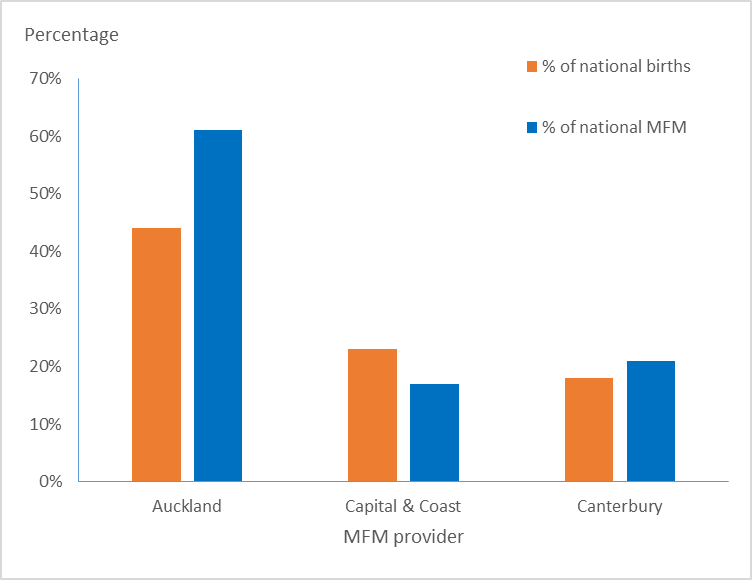 Percentage
% of national births
% of national MFM
70%
60%
50%
40%
30%
20%
10%
0%
Auckland Capital & Coast Canterbury
MFM provider